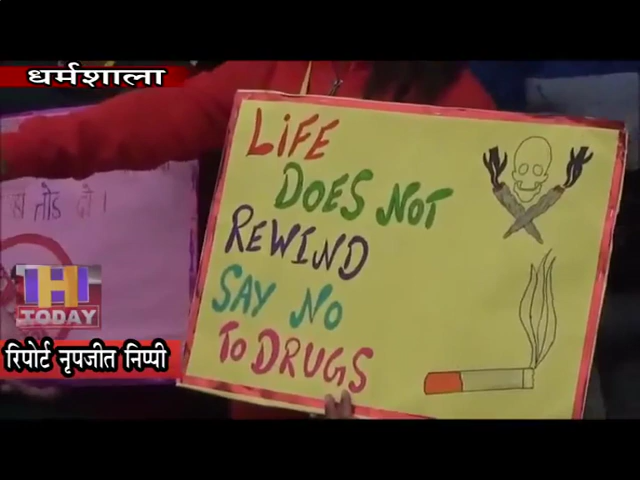 धर्मशाला
LiFE
DOES NOT
REWIND
SAY NO
TO DRUGS
तोड़ दो।
H
TODAY
रिपोर्ट नृपजीत निप्पी